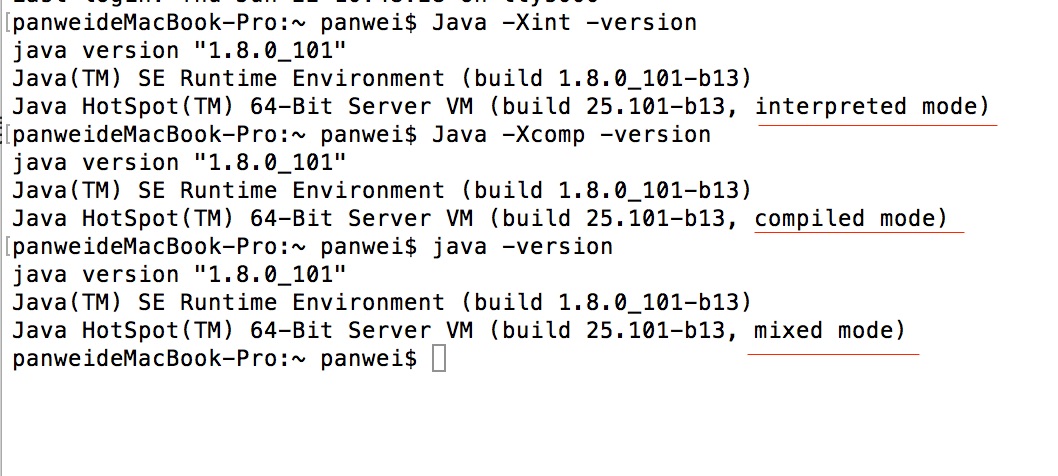 [panweideMacBook-Pro:~ panwei$ Java -Xint -version
java version "1.8.0_101"
Java(TM) SE Runtime Environment (build 1.8.0_101-b13)
Java HotSpot(TM) 64-Bit Server VM (build 25.101-b13, interpreted mode)
[panweideMacBook-Pro:~ panwei$ Java -Xcomp -version
java version "1.8.0_101"
Java(TM) SE Runtime Environment (build 1.8.0_101-b13)
Java HotSpot(TM) 64-Bit Server VM (build 25.101-b13, compiled mode)
[panweideMacBook-Pro:~ panwei$ java -version
java version "1.8.0_101"
Java(TM) SE Runtime Environment (build 1.8.0_101-b13)
Java HotSpot(TM) 64-Bit Server VM (build 25.101-b13, mixed mode)
panweideMacBook-Pro:~ panwei$